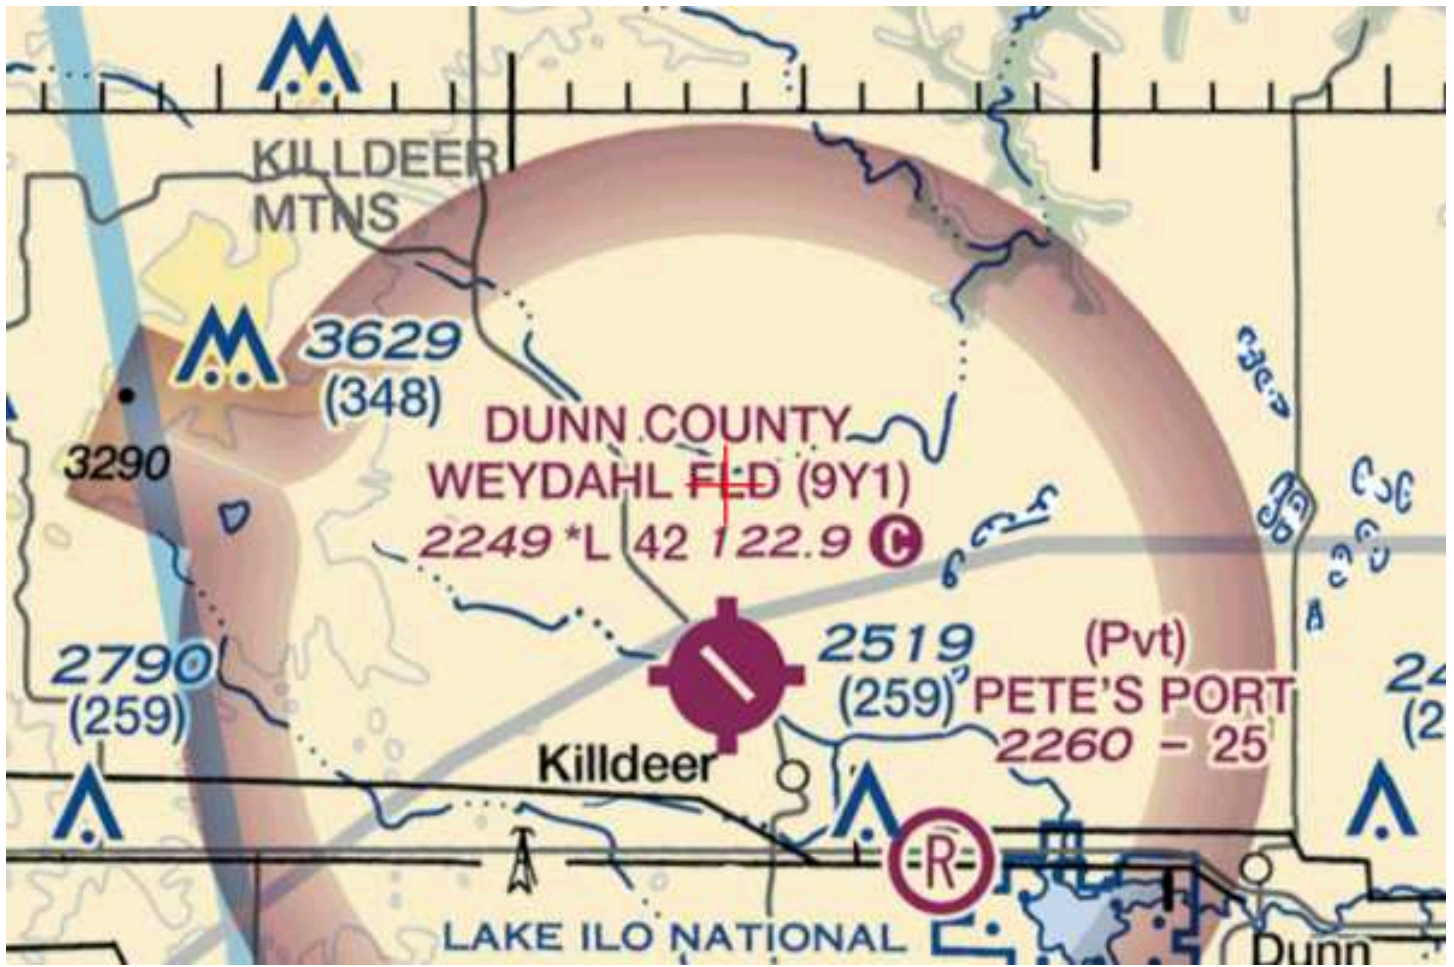 KILLDEER
MTNS
3629
(348)
3290
DUNN COUNTY
WEYDAHL FLD (9Y1)
2249 *L 42 122.9 C
2790
(259)
2519
(259)
(Pvt)
PETE'S PORT
2260 - 25
Killdeer
R
LAKE ILO NATIONAL
Dunn